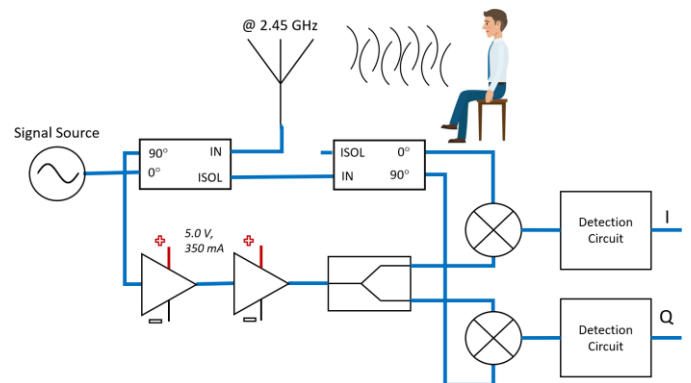 @ 2.45 GHz
Signal Source
90°
IN
0°
ISOL
ISOL
0°
IN
90°
5.0 V,
350 mA
Detection
Circuit
I
Detection
Circuit
Q